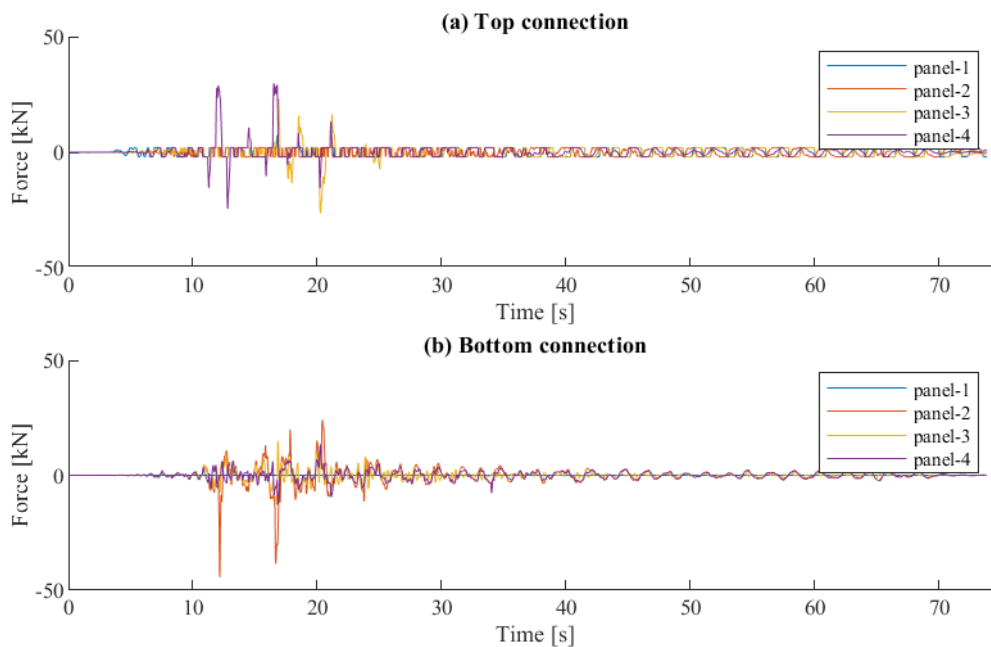 (a) Top connection
50
panel-1
panel-2
panel-3
panel-4
Force [kN]
0
-50
0 10 20 30 40 50 60 70
Time [s]
(b) Bottom connection
50
panel-1
panel-2
panel-3
panel-4
Force [kN]
0
-50
0 10 20 30 40 50 60 70
Time [s]